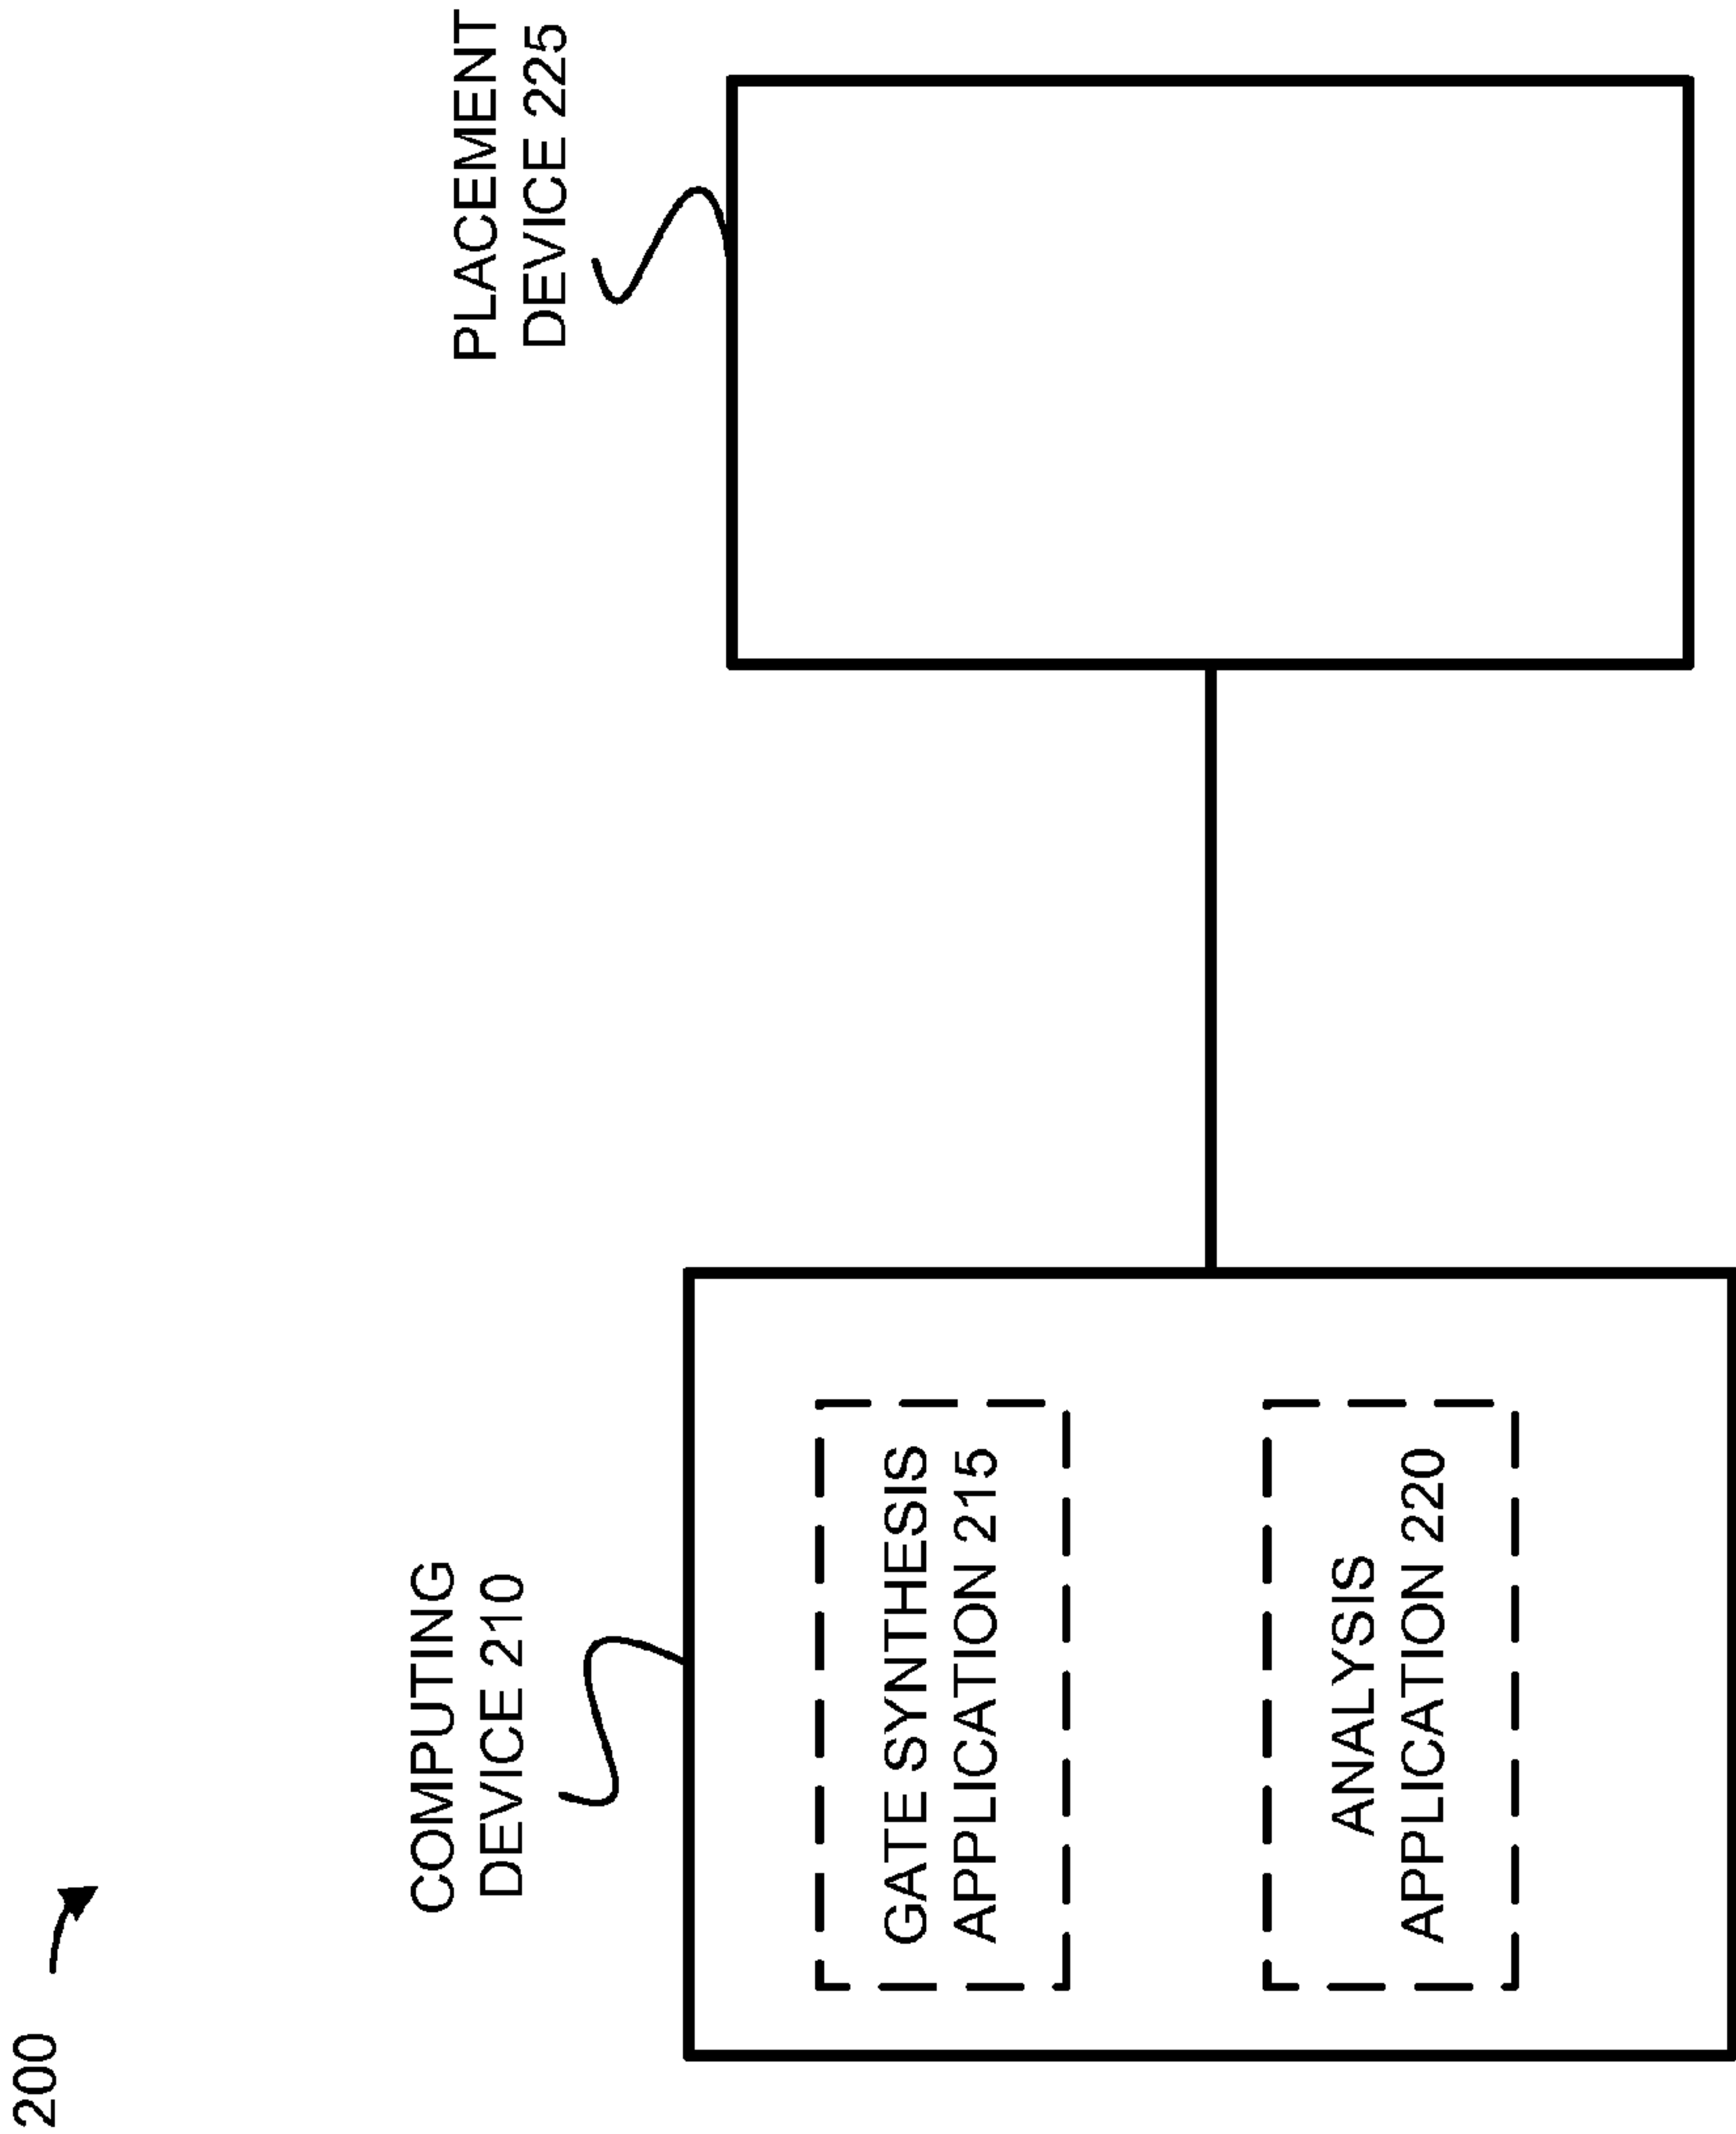 200
COMPUTING
DEVICE 210
GATE SYNTHESIS
APPLICATION 215
ANALYSIS
APPLICATION 220
PLACEMENT
DEVICE 225